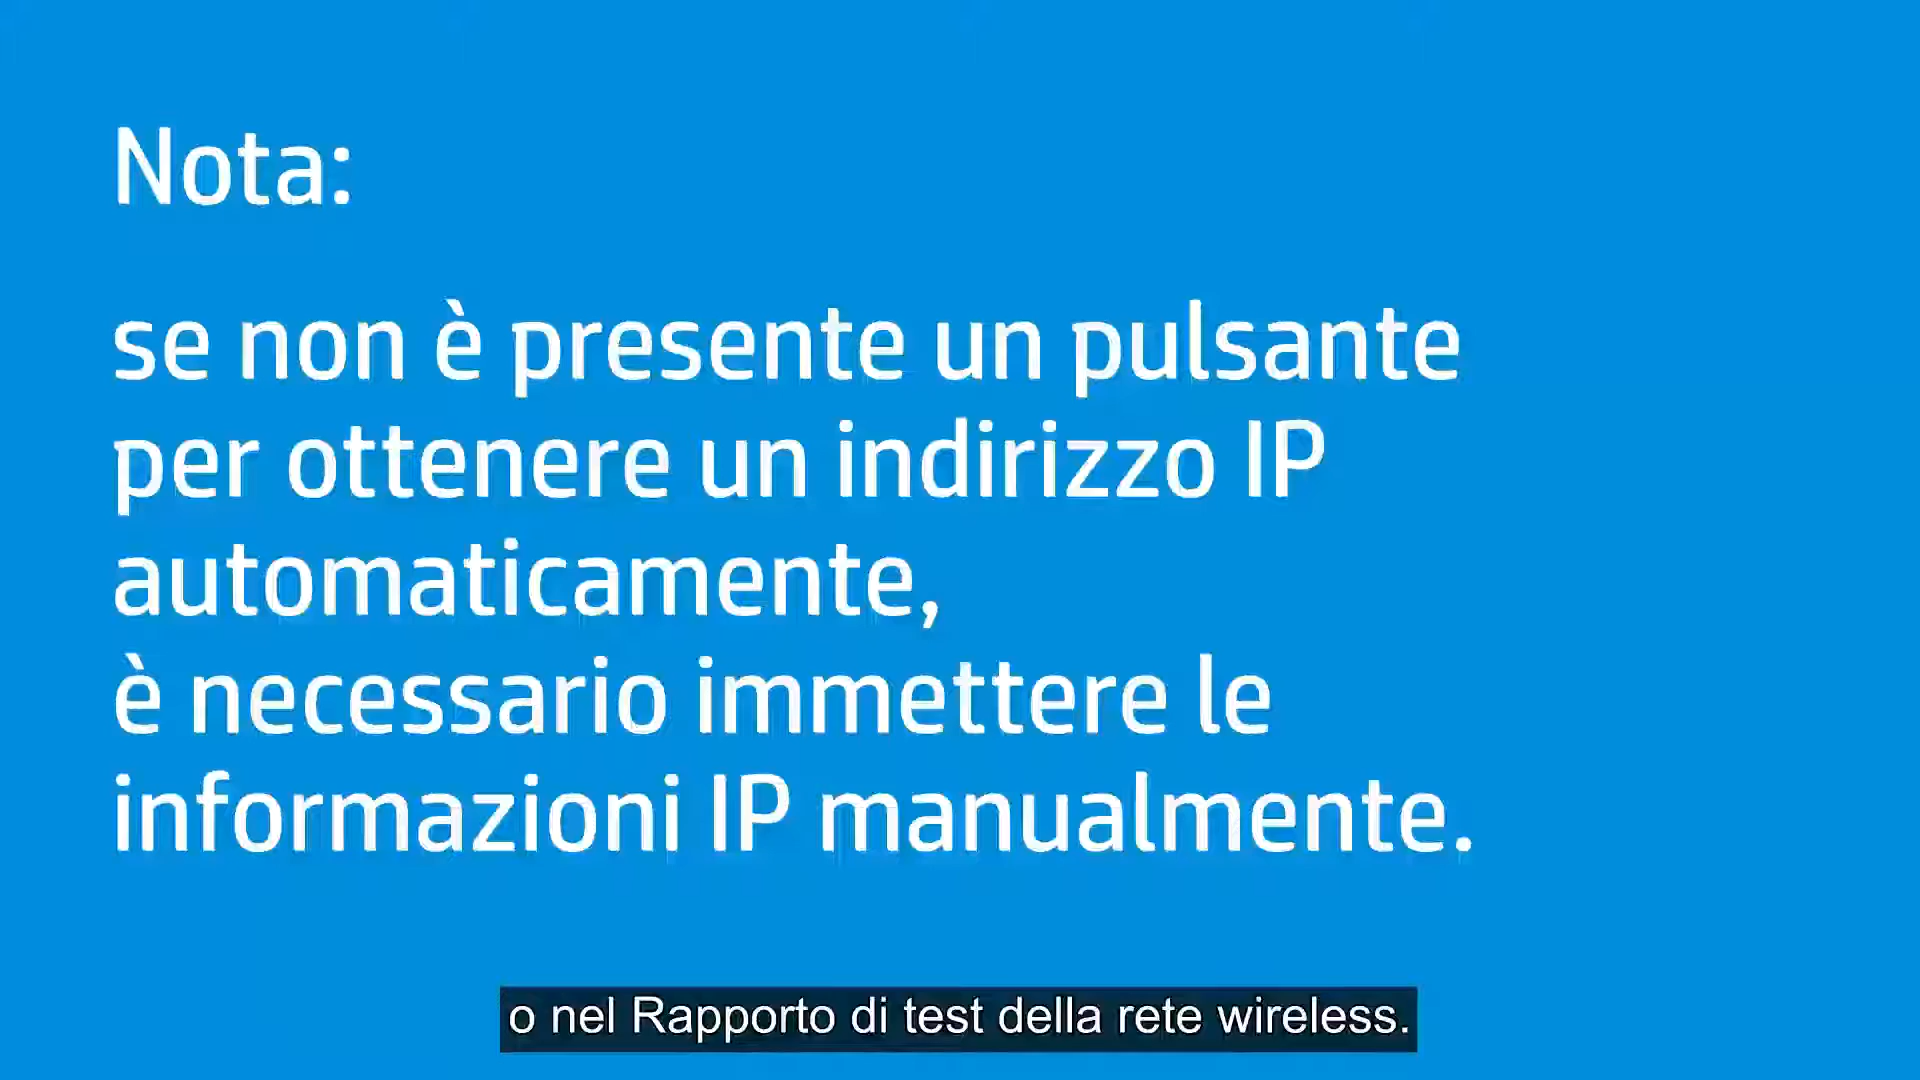 Nota:
se non è presente un pulsante
per ottenere un indirizzo IP
automaticamente,
è necessario immettere le
informazioni IP manualmente.
o nel Rapporto di test della rete wireless.